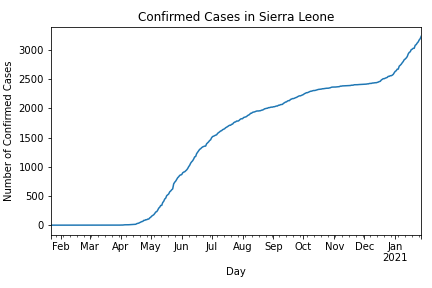 Confirmed Cases in Sierra Leone
Number of Confirmed Cases
3000
2500
2000
1500
1000
500
0
Feb Mar Apr May Jun Jul Aug Sep Oct Nov Dec Jan
2021
Day